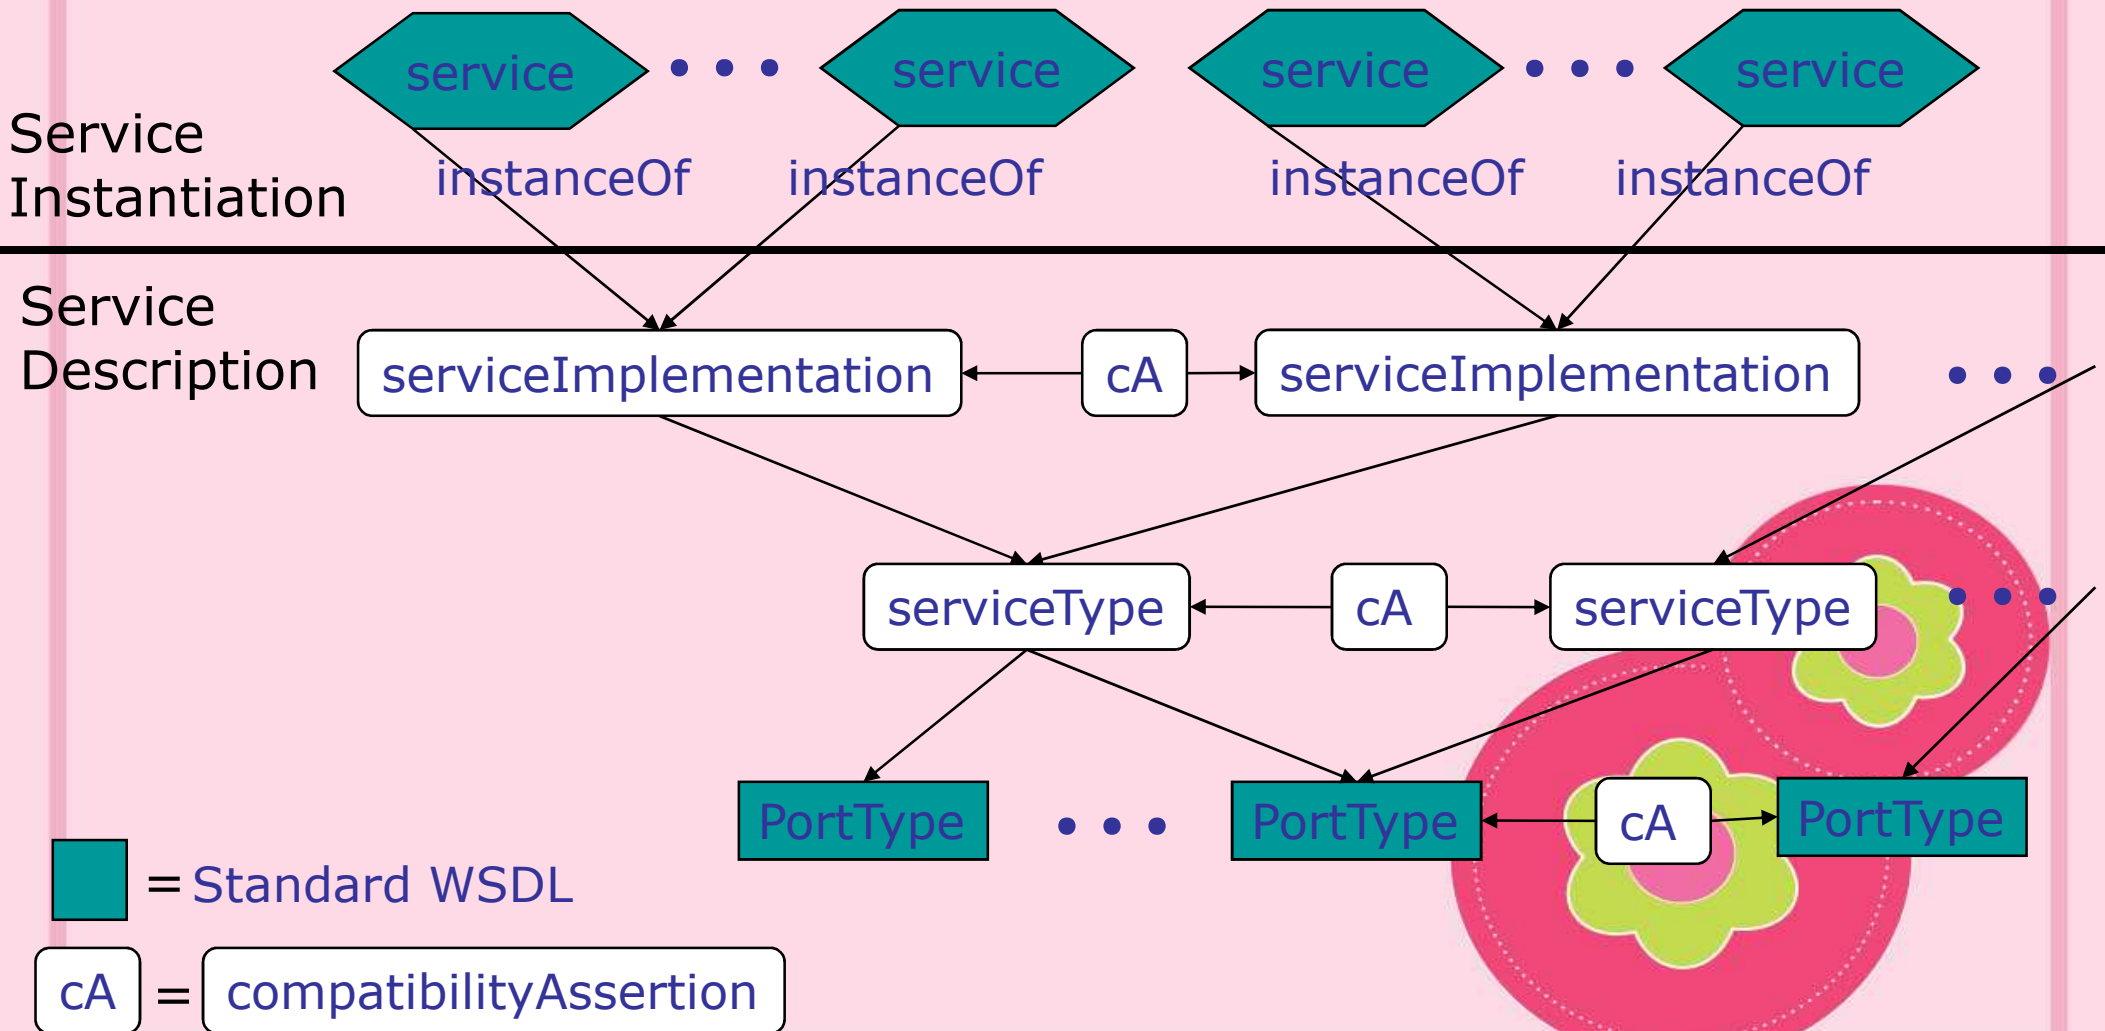 service
service
service
service
Service
Instantiation
instanceOf
instanceOf
instanceOf
instanceOf
Service
Description
serviceImplementation
cA
serviceImplementation
serviceType
cA
serviceType
PortType
PortType
cA
PortType
= Standard WSDL
cA = compatibilityAssertion